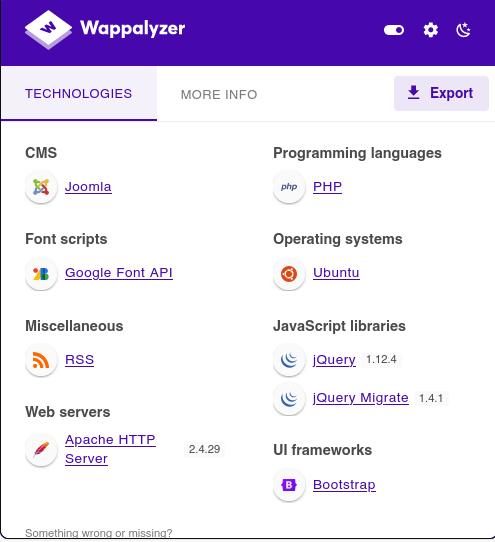 Wappalyzer
TECHNOLOGIES
MORE INFO
Export
CMS
Joomla
Font scripts
Google Font API
Miscellaneous
RSS
Web servers
Apache HTTP
Server
2.4.29
Programming languages
php
PHP
Operating systems
Ubuntu
JavaScript libraries
jQuery 1.12.4
jQuery Migrate 1.4.1
UI frameworks
B
Bootstrap
Something wrong or missing?